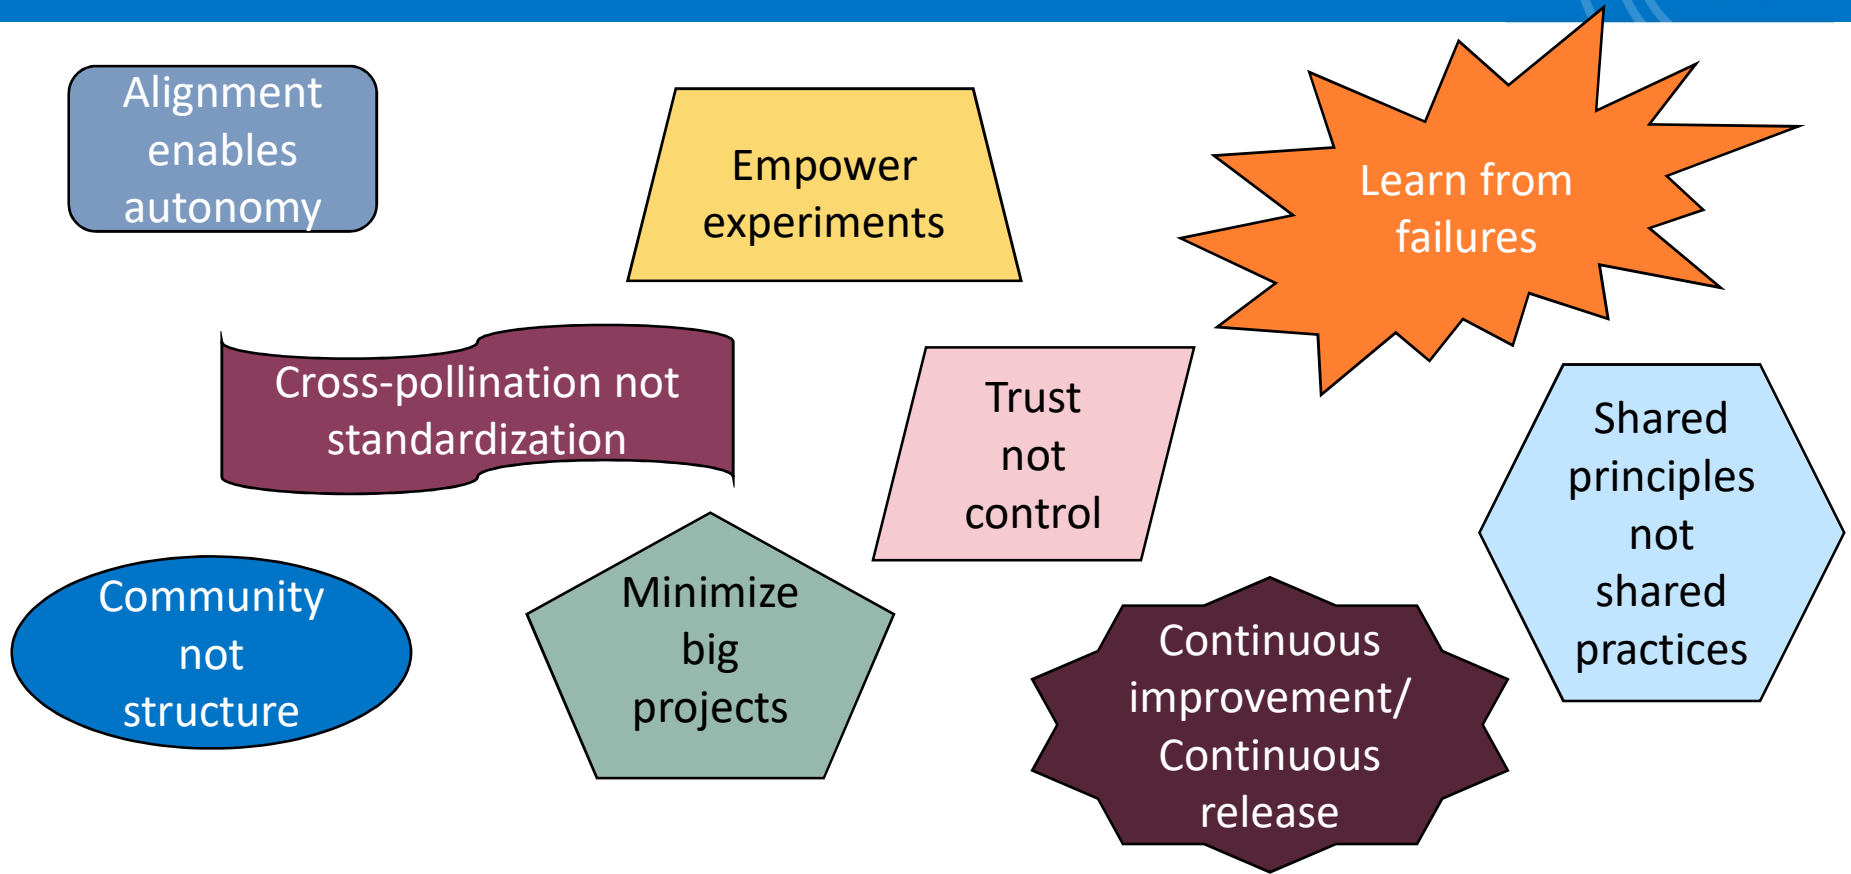 Alignment
enables
autonomy
Empower
experiments
Learn from
failures
Cross-pollination not
standardization
Trust
not
control
Shared
principles
not
shared
practices
Community
not
structure
Minimize
big
projects
Continuous
improvement/
Continuous
release